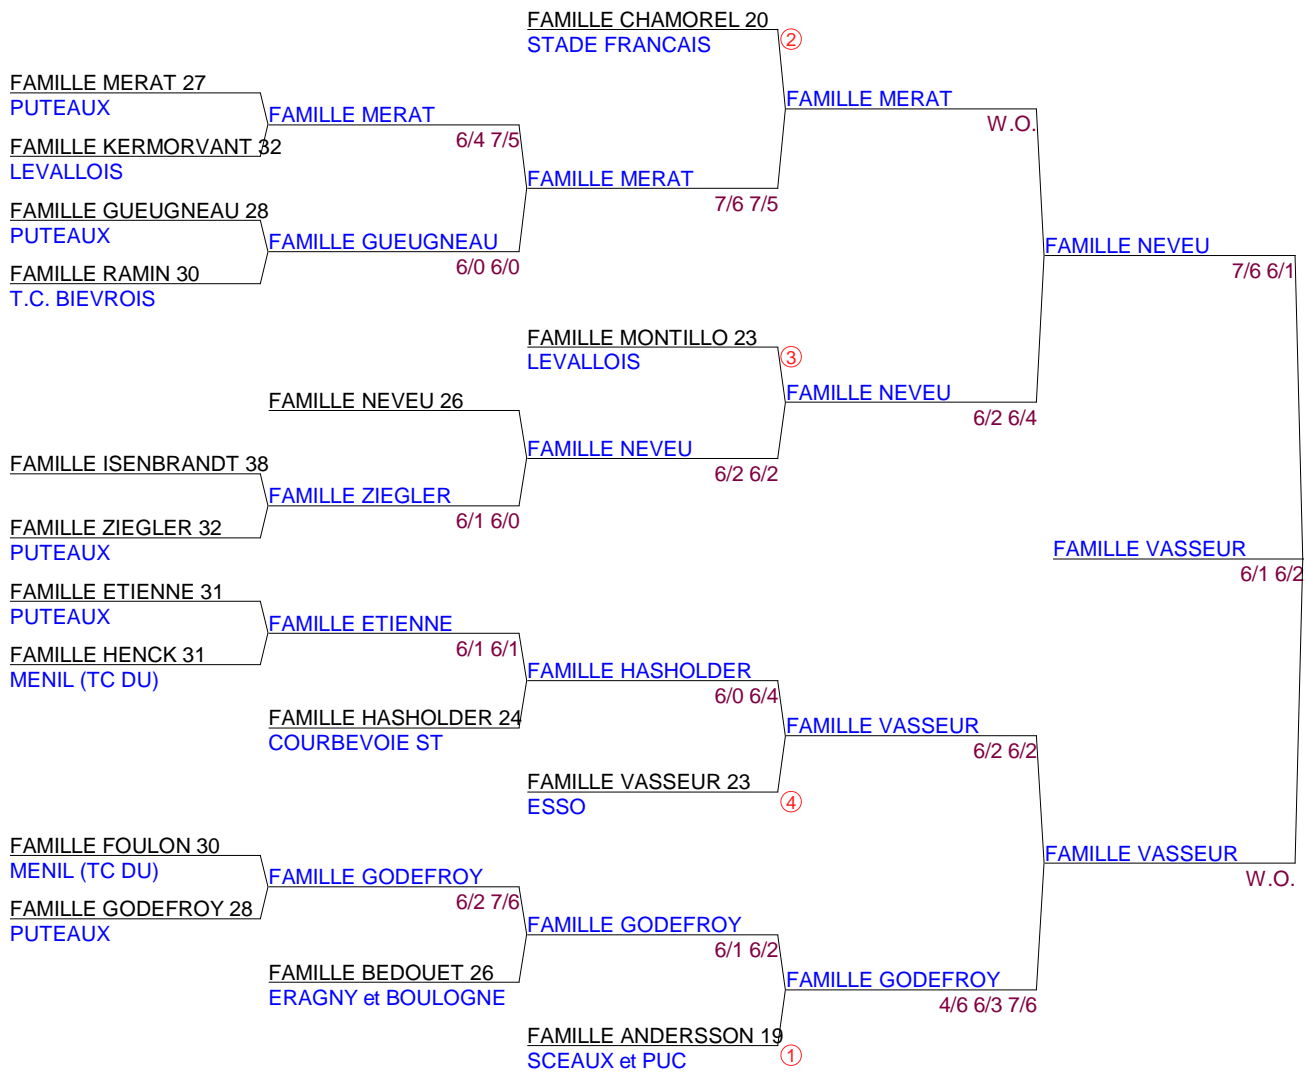 FAMILLE CHAMOREL 20
STADE FRANCAIS
②
FAMILLE MERAT 27
PUTEAUX
FAMILLE MERAT
6/4 7/5
FAMILLE KERMORVANT 32
LEVALLOIS
FAMILLE MERAT
W.O.
FAMILLE MERAT
7/6 7/5
FAMILLE GUEUGNEAU 28
PUTEAUX
FAMILLE GUEUGNEAU
6/0 6/0
FAMILLE RAMIN 30
T.C. BIEVROIS
FAMILLE NEVEU
7/6 6/1
FAMILLE MONTILLO 23
LEVALLOIS
③
FAMILLE NEVEU 26
FAMILLE NEVEU
6/2 6/4
FAMILLE NEVEU
6/2 6/2
FAMILLE ISENBRANDT 38
FAMILLE ZIEGLER
6/1 6/0
FAMILLE ZIEGLER 32
PUTEAUX
FAMILLE VASSEUR
6/1 6/2
FAMILLE ETIENNE 31
PUTEAUX
FAMILLE ETIENNE
6/1 6/1
FAMILLE HENCK 31
MENIL (TC DU)
FAMILLE HASHOLDER
6/0 6/4
FAMILLE HASHOLDER 24
COURBEVOIE ST
FAMILLE VASSEUR
6/2 6/2
FAMILLE VASSEUR 23
ESSO
④
FAMILLE FOULON 30
MENIL (TC DU)
FAMILLE VASSEUR
W.O.
FAMILLE GODEFROY
6/2 7/6
FAMILLE GODEFROY 28
PUTEAUX
FAMILLE GODEFROY
6/1 6/2
FAMILLE BEDOUET 26
ERAGNY et BOULOGNE
FAMILLE GODEFROY
4/6 6/3 7/6
FAMILLE ANDERSSON 19
SCEAUX et PUC
①